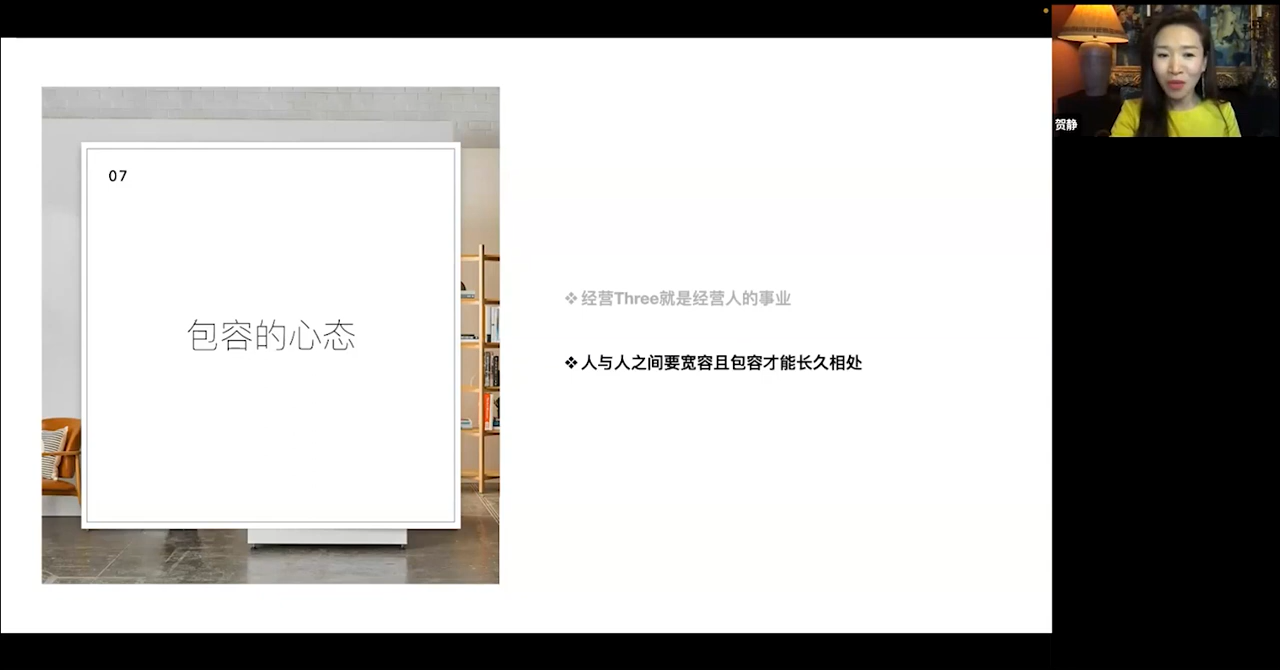 07
包容的心态
❖ 经营Three就是经营人的事业
❖ 人与人之间要宽容且包容才能长久相处
贺静